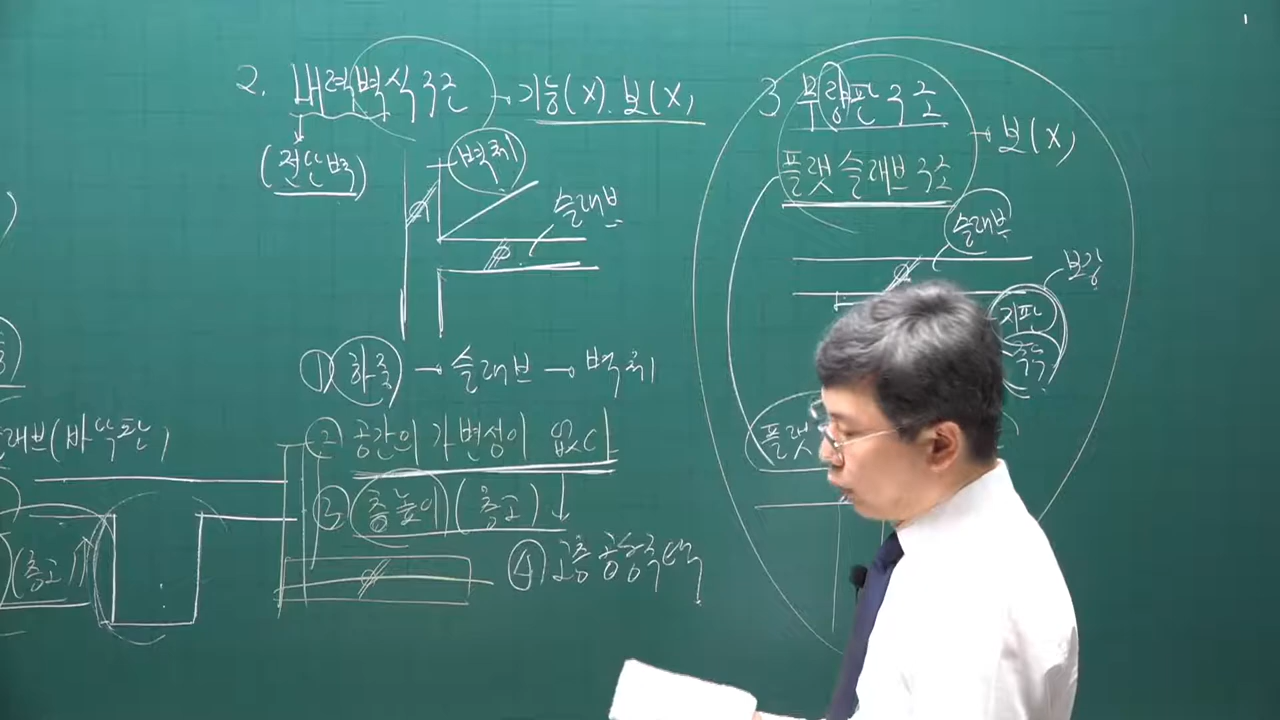 2. 내력벽식구조 → 기둥(X). 보(X)
(전단벽)
벽체
슬래브
① 하중 → 슬래브 → 벽체
② 공간의 가변성이 없다
③ 층높이(층고)↓
④ 고층 공동주택
래브(바닥판)
(층고)↑
3 무량판구조
플랫슬래브구조
→ 보(X)
슬래브
보강
지판
주두
플랫